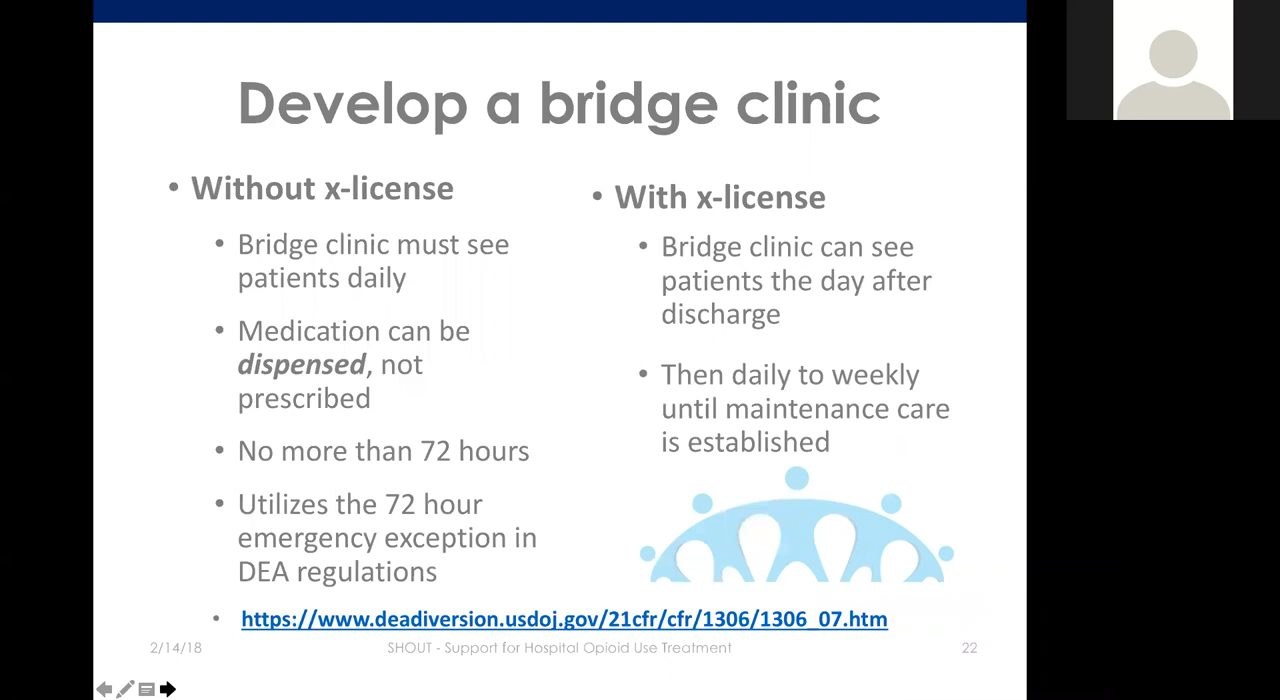 Develop a bridge clinic
• Without x-license
• Bridge clinic must see
patients daily
• Medication can be
dispensed, not
prescribed
• No more than 72 hours
• Utilizes the 72 hour
emergency exception in
DEA regulations
• https://www.deadiversion.usdoj.gov/21cfr/cfr/1306/1306_07.htm
• With x-license
• Bridge clinic can see
patients the day after
discharge
• Then daily to weekly
until maintenance care
is established
2/14/18
SHOUT - Support for Hospital Opioid Use Treatment
22